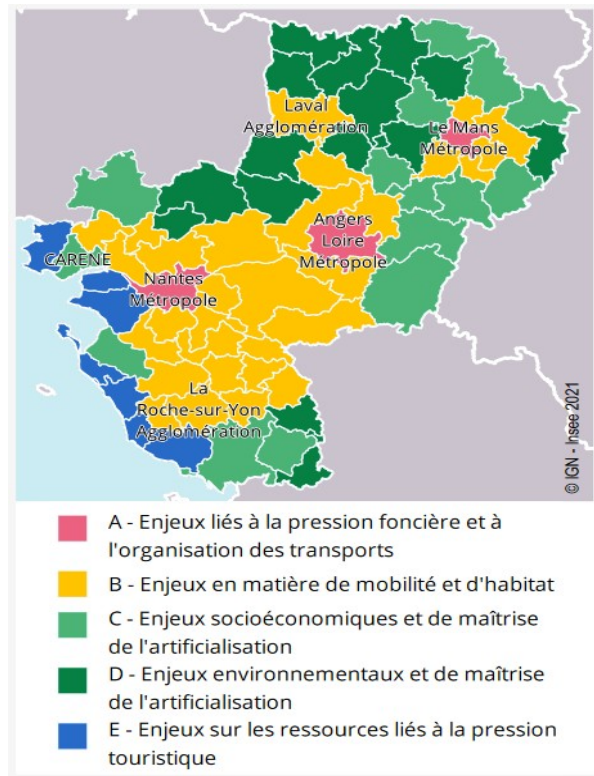 Laval
Agglomération
Le Mans
Métropole
Angers
Loire
Métropole
CARENE
Nantes
Métropole
La
Roche-sur-Yon
Agglomération
© IGN - Insee 2021
A - Enjeux liés à la pression foncière et à
l'organisation des transports
B - Enjeux en matière de mobilité et d'habitat
C - Enjeux socioéconomiques et de maîtrise
de l'artificialisation
D - Enjeux environnementaux et de maîtrise
de l'artificialisation
E - Enjeux sur les ressources liés à la pression
touristique